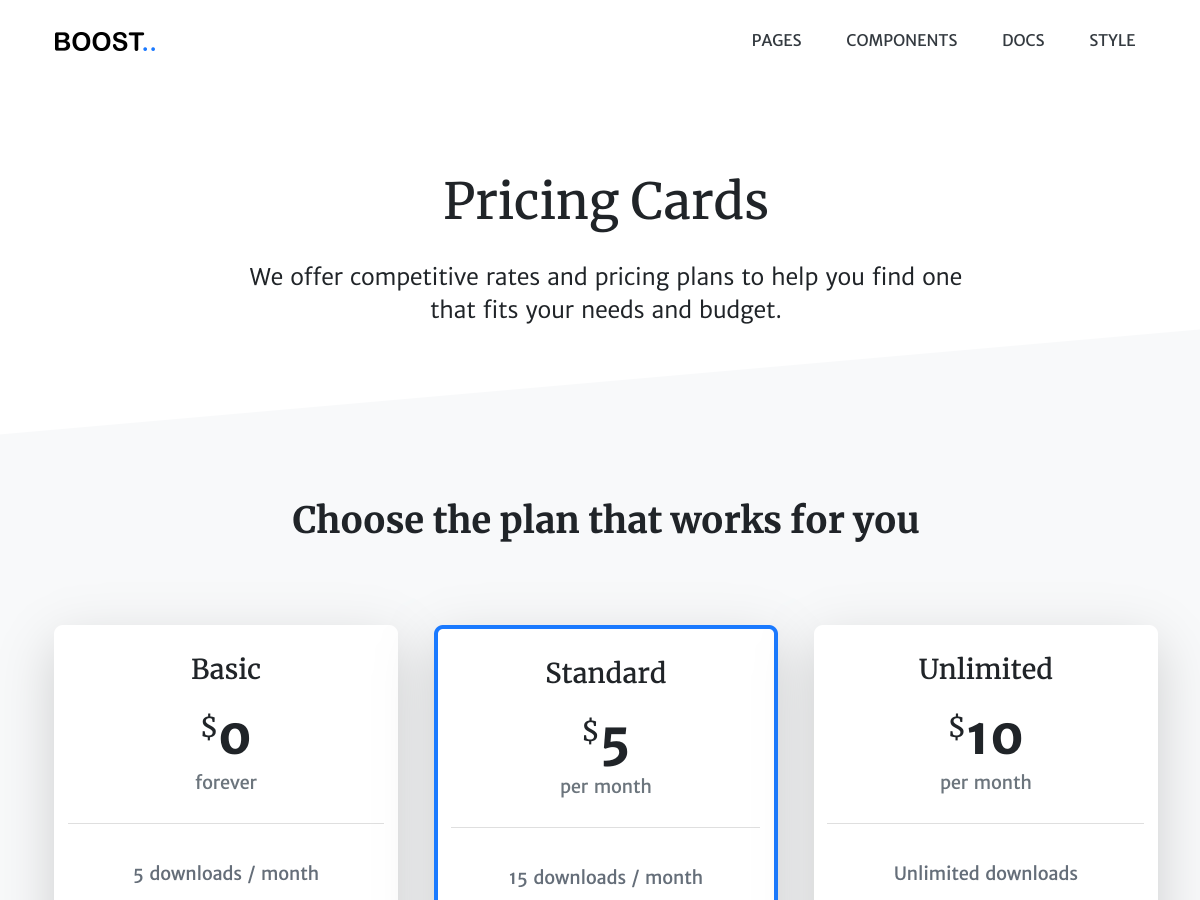 BOOST..
PAGES
COMPONENTS
DOCS
STYLE
Pricing Cards
We offer competitive rates and pricing plans to help you find one
that fits your needs and budget.
Choose the plan that works for you
Basic
$0
forever
5 downloads / month
Standard
$5
per month
15 downloads / month
Unlimited
$10
per month
Unlimited downloads